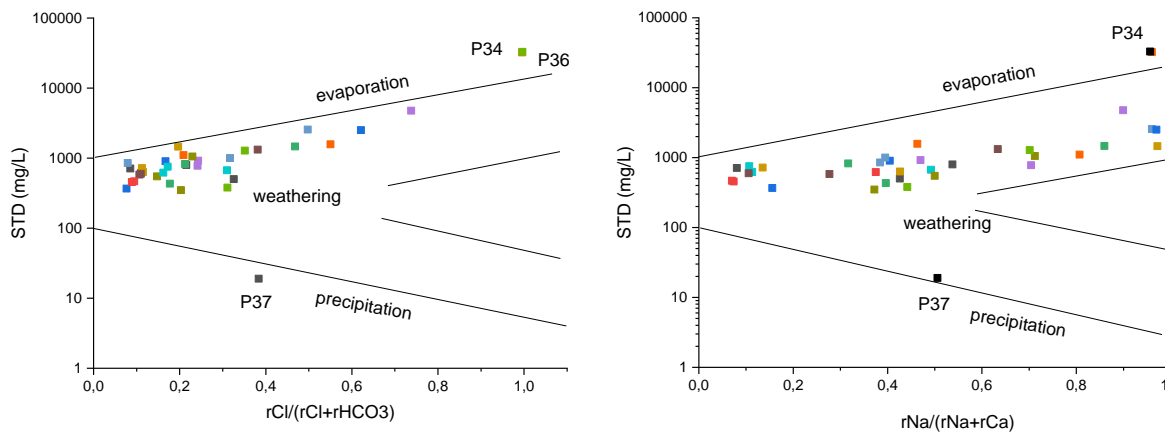 100000
10000
1000
100
10
1
STD (mg/L)
P34
P36
evaporation
weathering
P37
precipitation
0,0 0,2 0,4 0,6 0,8 1,0
rCl/(rCl+rHCO3)
100000
10000
1000
100
10
1
STD (mg/L)
P34
evaporation
weathering
P37
precipitation
0,0 0,2 0,4 0,6 0,8 1
rNa/(rNa+rCa)